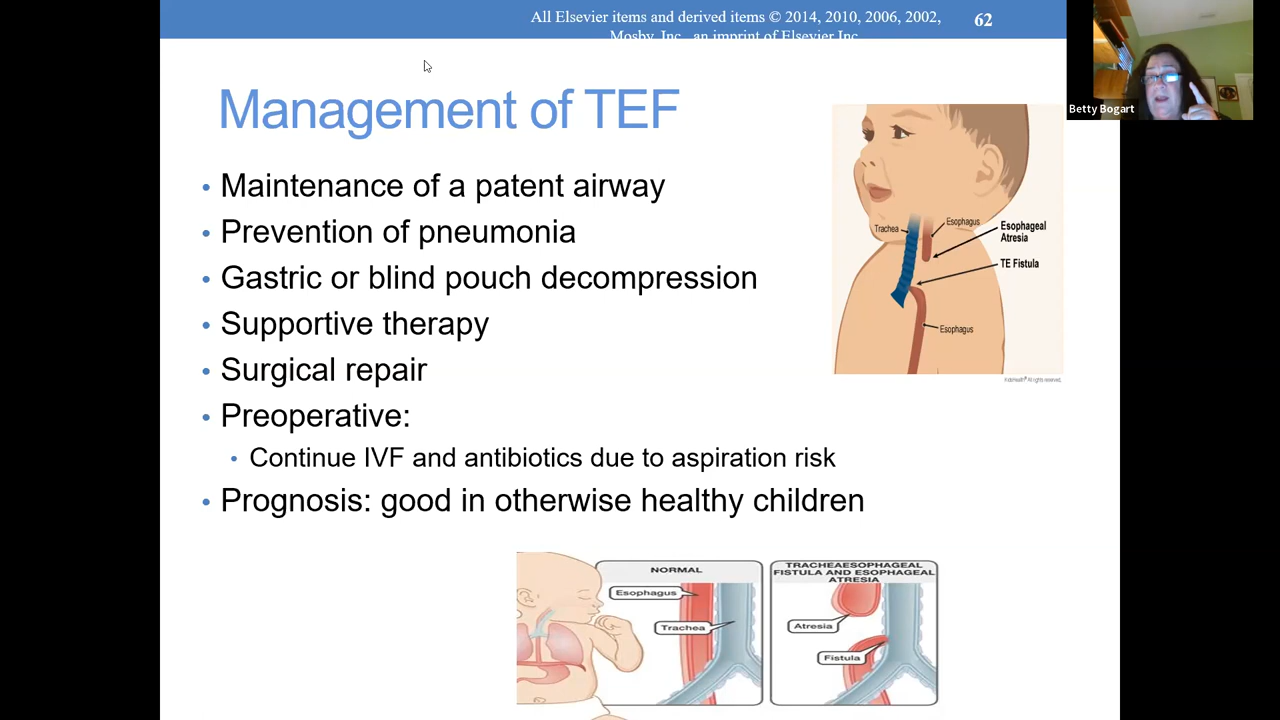 All Elsevier items and derived items © 2014, 2010, 2006, 2002,
Mosby, Inc., an imprint of Elsevier Inc.
62
Betty Bogart
Management of TEF
• Maintenance of a patent airway
• Prevention of pneumonia
• Gastric or blind pouch decompression
• Supportive therapy
• Surgical repair
• Preoperative:
• Continue IVF and antibiotics due to aspiration risk
• Prognosis: good in otherwise healthy children
Trachea
Esophagus
Esophageal
Atresia
TE Fistula
Esophagus
All rights reserved.
NORMAL
Esophagus
Trachea
TRACHEAESOPHAGEAL
FISTULA AND ESOPHAGEAL
ATRESIA
Atresia
Fistula